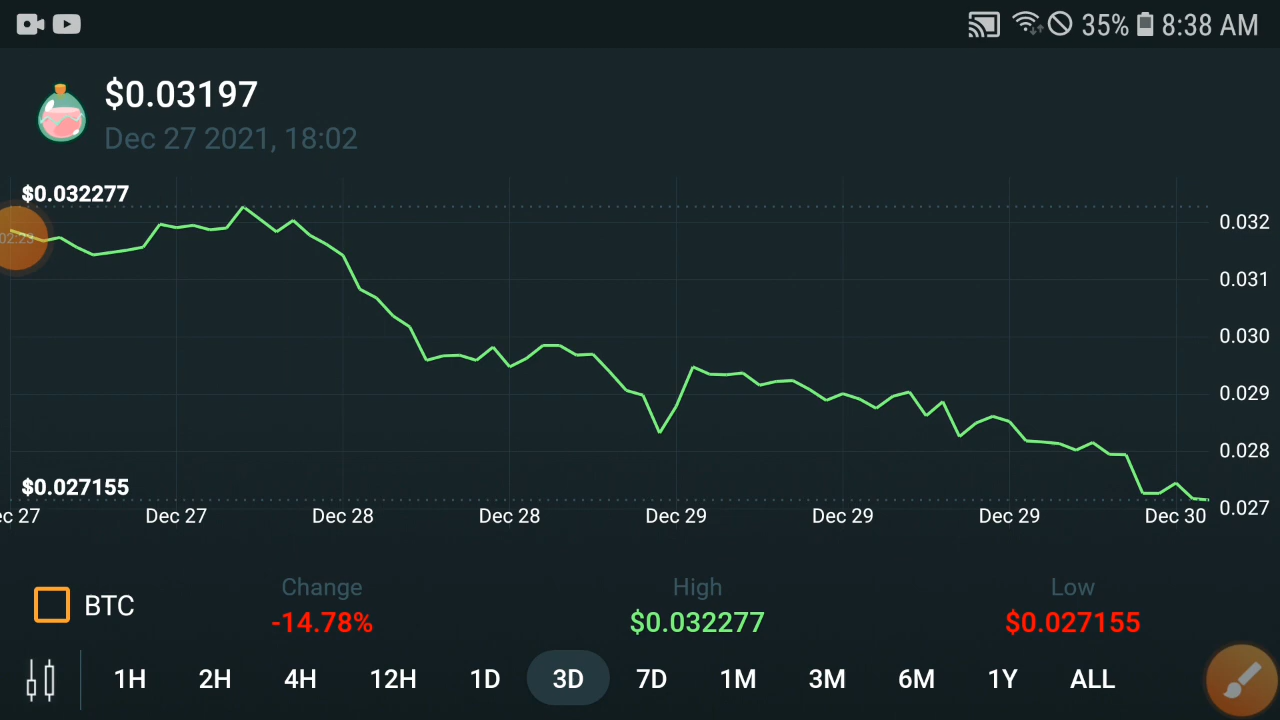 35% 8:38 AM
$0.03197
Dec 27 2021, 18:02
$0.032277
0.032
02:23
0.031
0.030
0.029
0.028
$0.027155
0.027
ec 27 Dec 27 Dec 28 Dec 28 Dec 29 Dec 29 Dec 29 Dec 30
Change High Low
BTC -14.78% $0.032277 $0.027155
1H 2H 4H 12H 1D 3D 7D 1M 3M 6M 1Y ALL